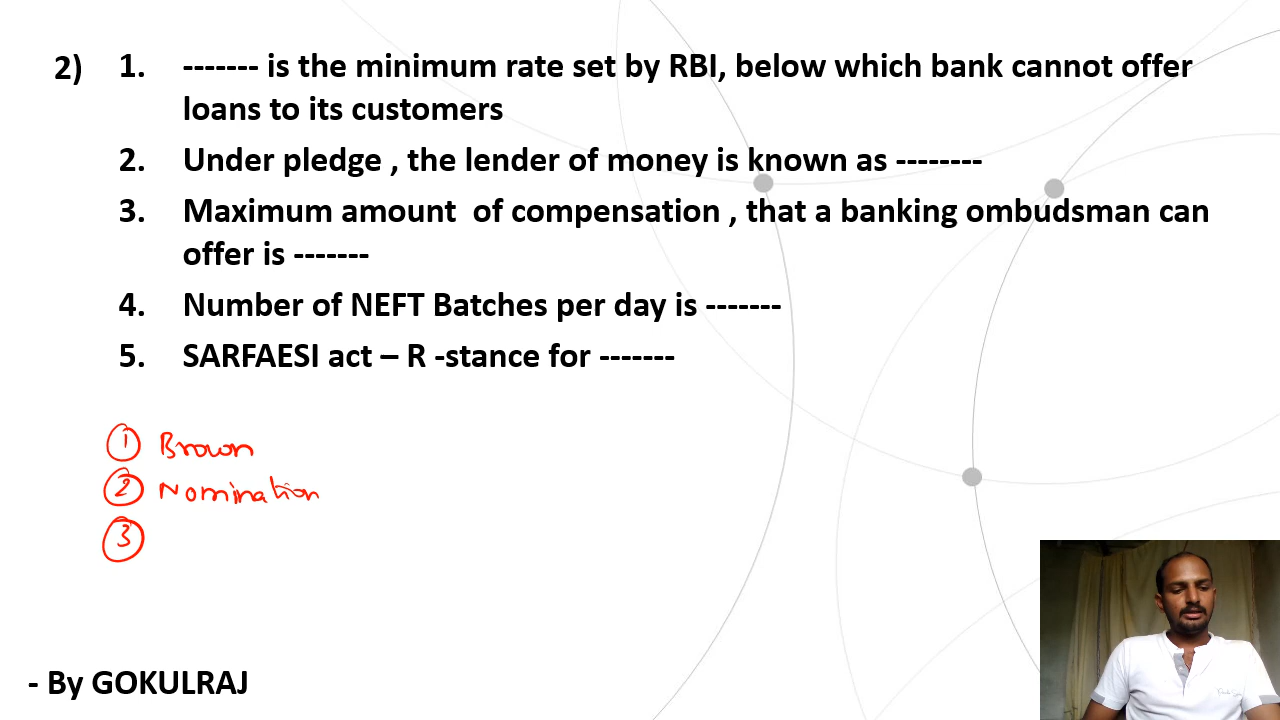 2) 1. ------- is the minimum rate set by RBI, below which bank cannot offer
loans to its customers
2. Under pledge , the lender of money is known as --------
3. Maximum amount of compensation , that a banking ombudsman can
offer is -------
4. Number of NEFT Batches per day is -------
5. SARFAESI act – R -stance for -------
① Brown
② Nomination
③
- By GOKULRAJ